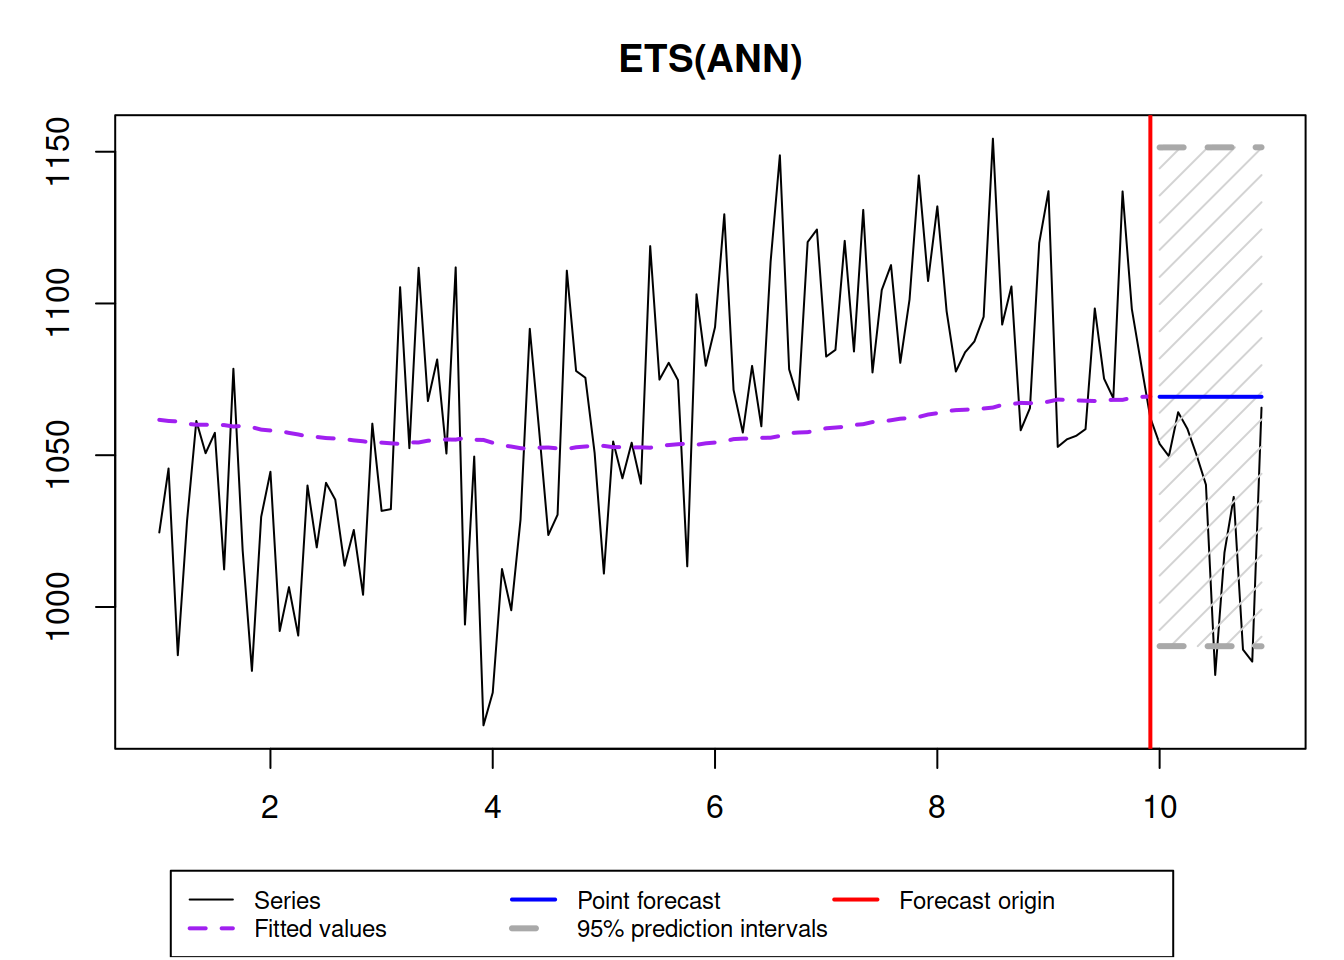 ETS(ANN)
1150
1100
1050
1000
2 4 6 8 10
Series Point forecast Forecast origin
Fitted values 95% prediction intervals